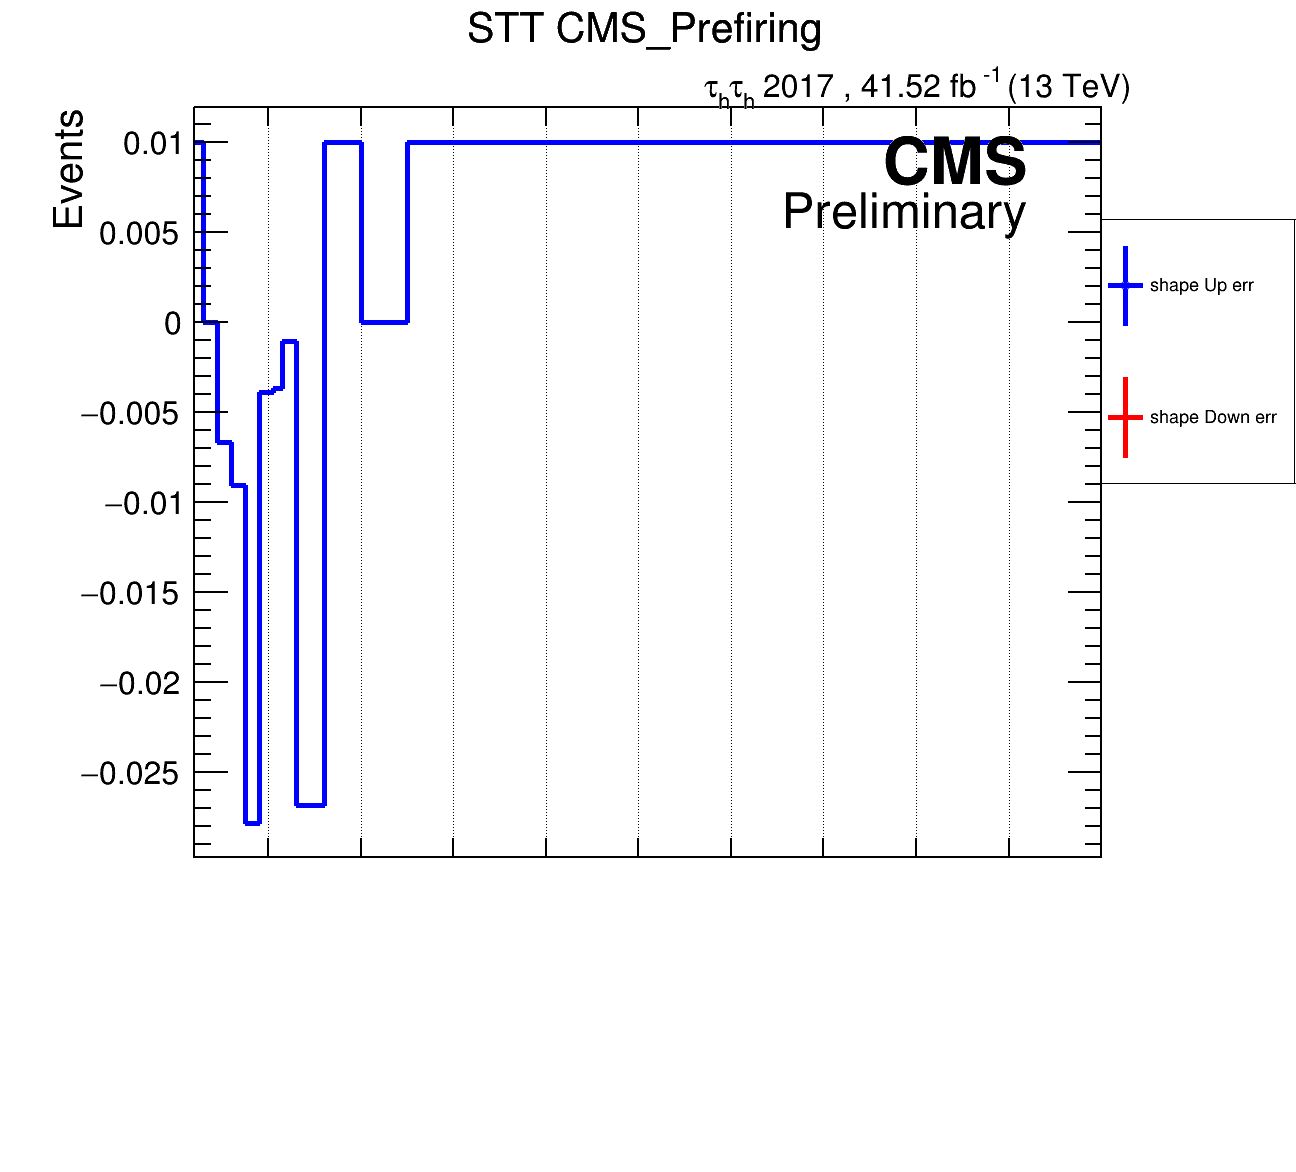 STT CMS_Prefiring
τhτh 2017 , 41.52 fb -1 (13 TeV)
Events
CMS
Preliminary
0.01
0.005
0
−0.005
−0.01
−0.015
−0.02
−0.025
shape Up err
shape Down err